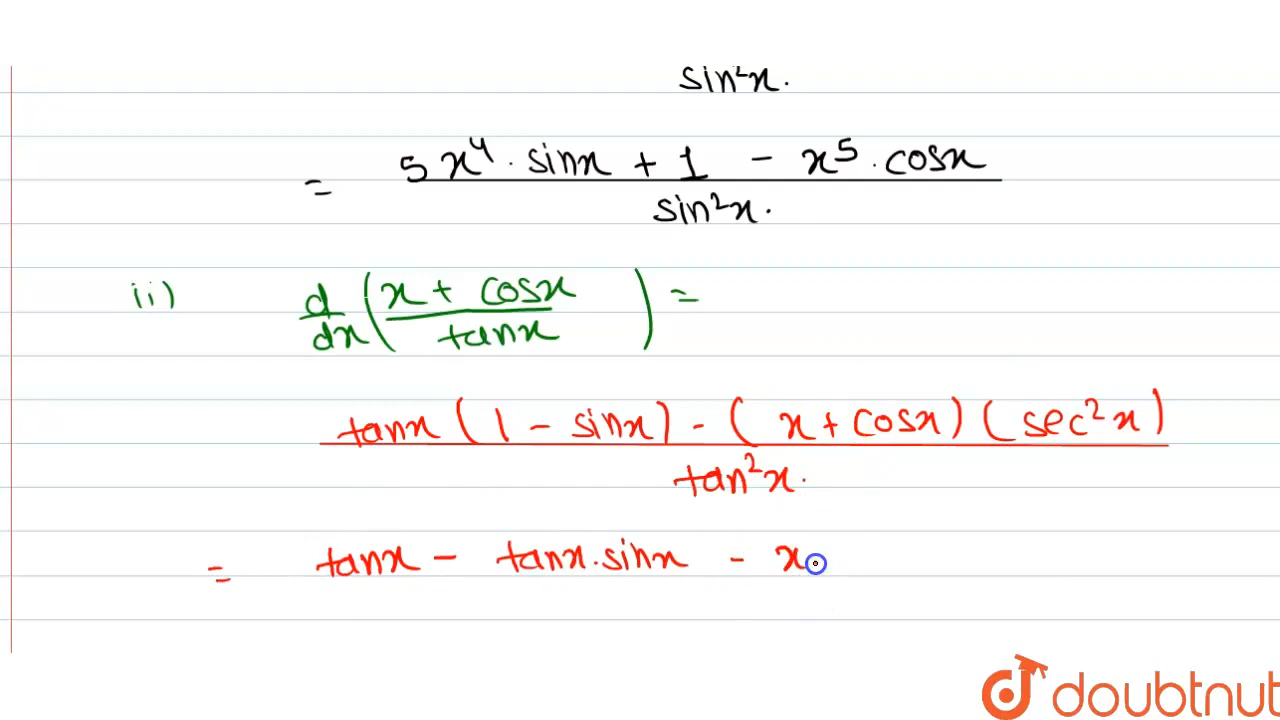 sin²x.
= 5x⁴ · sinx + 1 - x⁵ · cosx
sin²x.
ii) d/dx ( x + cosx / tanx ) =
tanx ( 1 - sinx ) - ( x + cosx ) ( sec²x )
tan²x.
= tanx - tanx · sinx - x
doubtnut